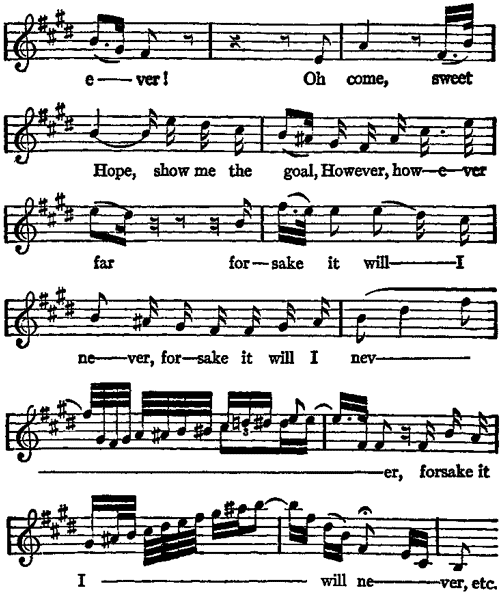 e—ver! Oh come, sweet
Hope, show me the goal, However, how—e—ver
far for—sake it will—I
ne—ver, for—sake it will I nev—
—er, forsake it
I — will ne—ver, etc.